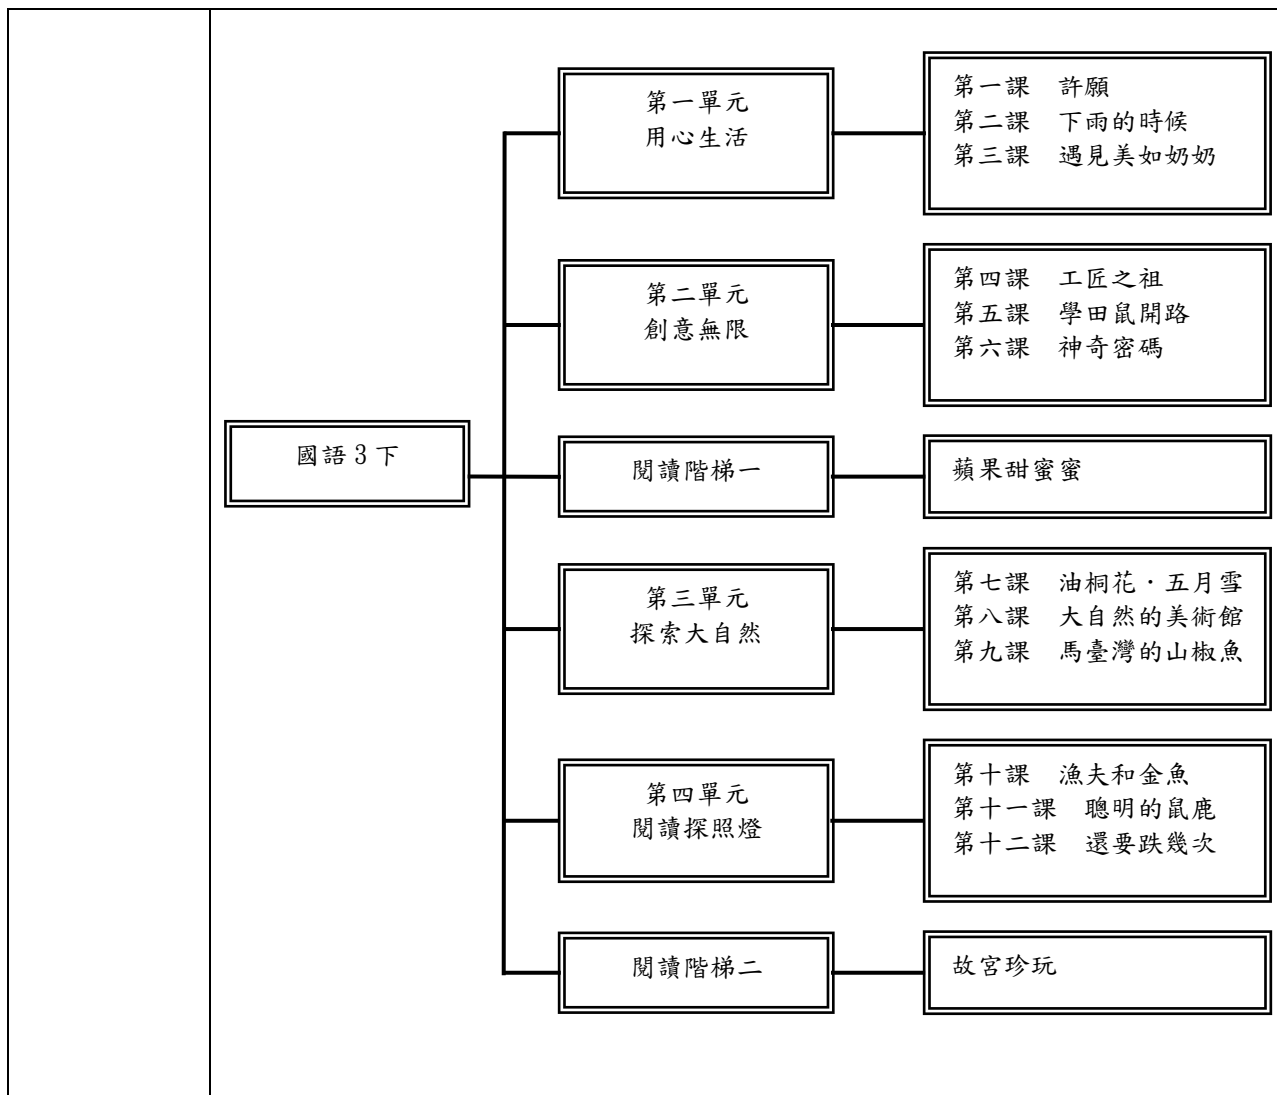 國語3下
第一單元
用心生活
第一課　許願
第二課　下雨的時候
第三課　遇見美如奶奶
第二單元
創意無限
第四課　工匠之祖
第五課　學田鼠開路
第六課　神奇密碼
閱讀階梯一
蘋果甜蜜蜜
第三單元
探索大自然
第七課　油桐花．五月雪
第八課　大自然的美術館
第九課　馬臺灣的山椒魚
第四單元
閱讀探照燈
第十課　漁夫和金魚
第十一課　聰明的鼠鹿
第十二課　還要跌幾次
閱讀階梯二
故宮珍玩